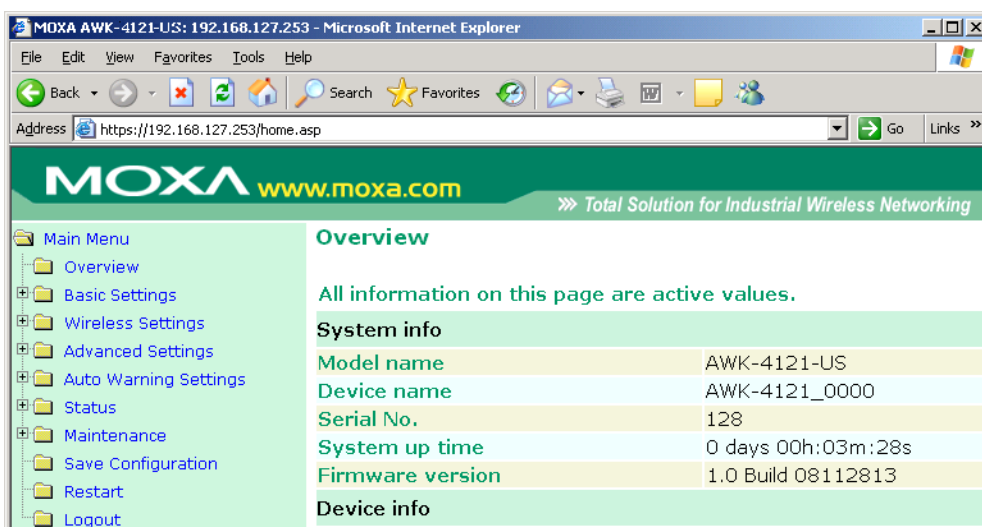 MOXA AWK-4121-US: 192.168.127.253 - Microsoft Internet Explorer
File Edit View Favorites Tools Help
Back Search Favorites
Address https://192.168.127.253/home.asp Go Links »
MOXA www.moxa.com
Total Solution for Industrial Wireless Networking
Main Menu
Overview
Basic Settings
Wireless Settings
Advanced Settings
Auto Warning Settings
Status
Maintenance
Save Configuration
Restart
Logout
Overview
All information on this page are active values.
System info
Model name AWK-4121-US
Device name AWK-4121_0000
Serial No. 128
System up time 0 days 00h:03m:28s
Firmware version 1.0 Build 08112813
Device info